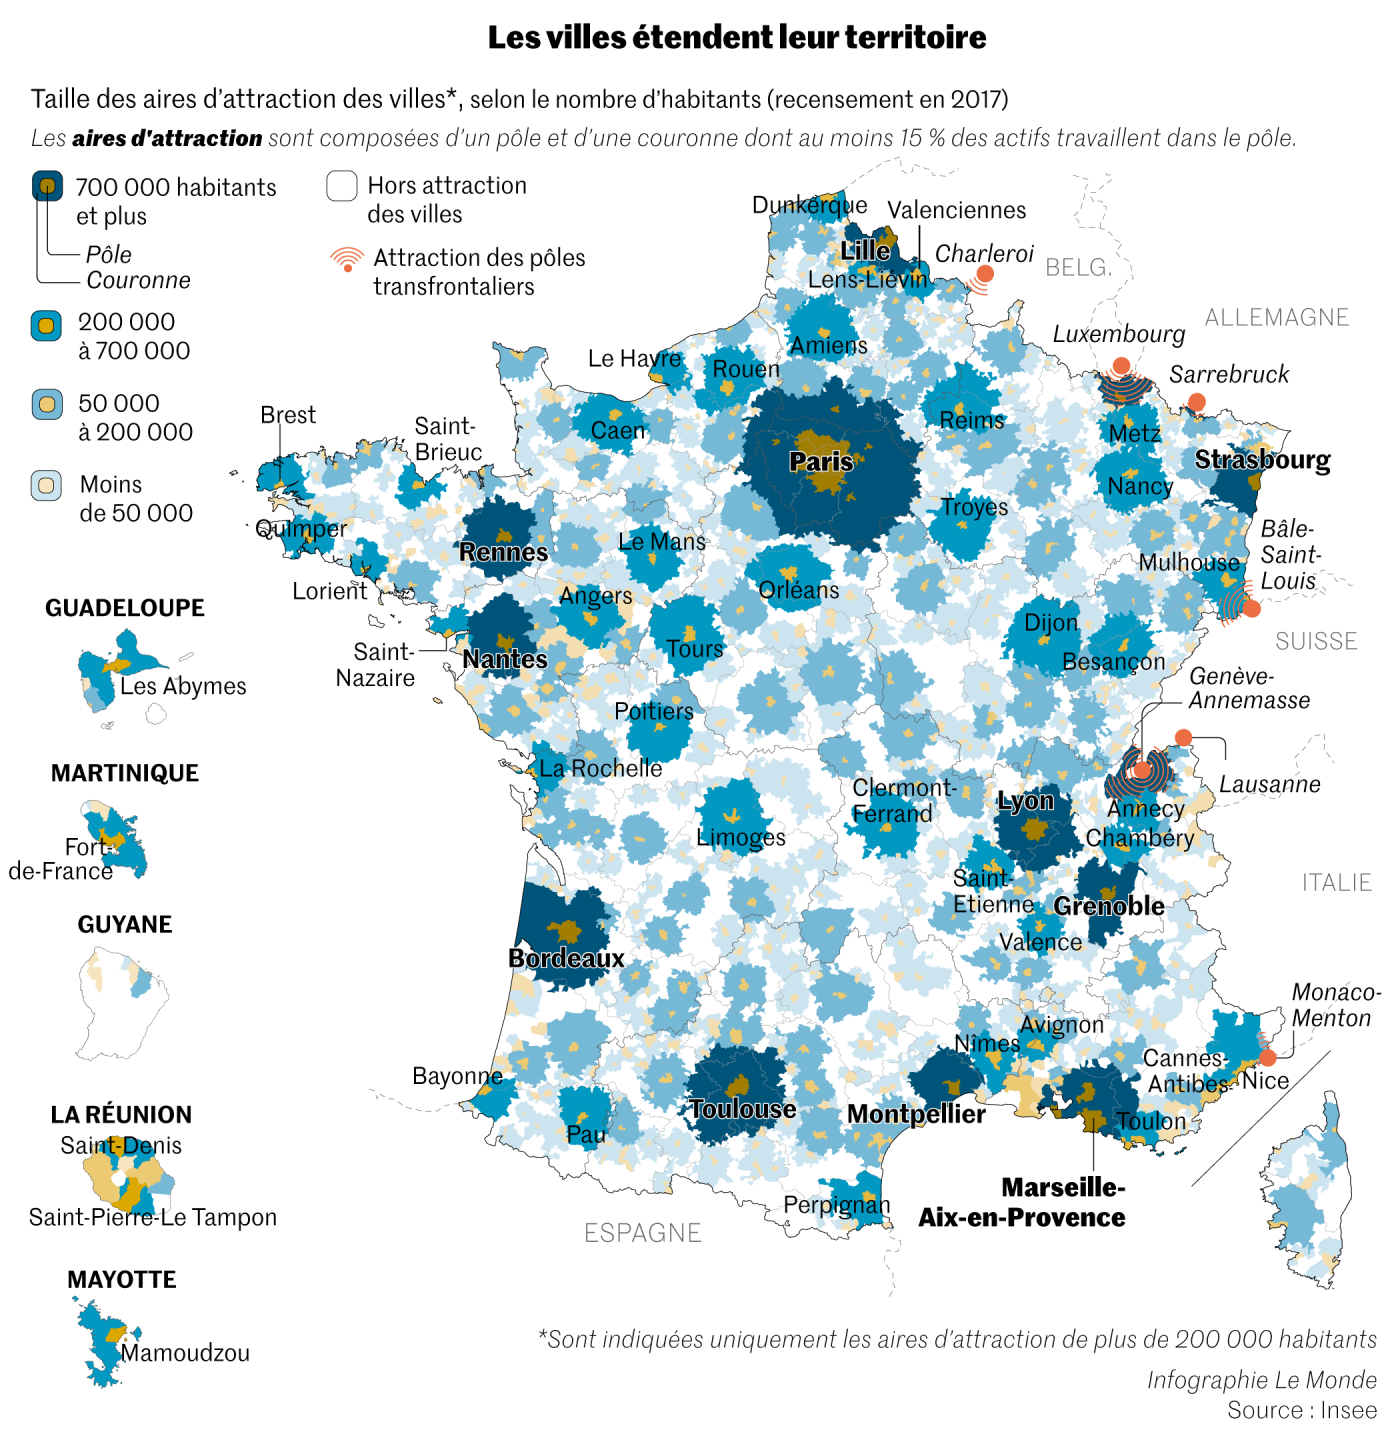 Les villes étendent leur territoire
Taille des aires d'attraction des villes*, selon le nombre d'habitants (recensement en 2017)
Les aires d'attraction sont composées d'un pôle et d'une couronne dont au moins 15 % des actifs travaillent dans le pôle.
700 000 habitants
et plus
Pôle
Couronne
200 000
à 700 000
50 000
à 200 000
Moins
de 50 000
Hors attraction
des villes
Attraction des pôles
transfrontaliers
Dunkerque
Valenciennes
Lille
Charleroi
BELG.
Lens-Liévin
ALLEMAGNE
Luxembourg
Amiens
Le Havre
Rouen
Sarrebruck
Brest
Saint-
Brieuc
Caen
Reims
Metz
Paris
Strasbourg
Nancy
Troyes
Quimper
Rennes
Le Mans
Bâle-
Saint-
Louis
Mulhouse
Lorient
Angers
Orléans
Dijon
SUISSE
Saint-
Nazaire
Nantes
Tours
Besançon
Genève-
Annemasse
Poitiers
La Rochelle
Lausanne
Clermont-
Ferrand
Lyon
Annecy
Limoges
Chambéry
Saint-
Etienne
Grenoble
ITALIE
Valence
Bordeaux
Monaco-
Menton
Avignon
Nîmes
Cannes-
Antibes
Nice
Bayonne
Toulouse
Montpellier
Toulon
Pau
Marseille-
Aix-en-Provence
Perpignan
ESPAGNE
GUADELOUPE
Les Abymes
MARTINIQUE
Fort-
de-France
GUYANE
LA RÉUNION
Saint-Denis
Saint-Pierre-Le Tampon
MAYOTTE
Mamoudzou
*Sont indiquées uniquement les aires d'attraction de plus de 200 000 habitants
Infographie Le Monde
Source : Insee